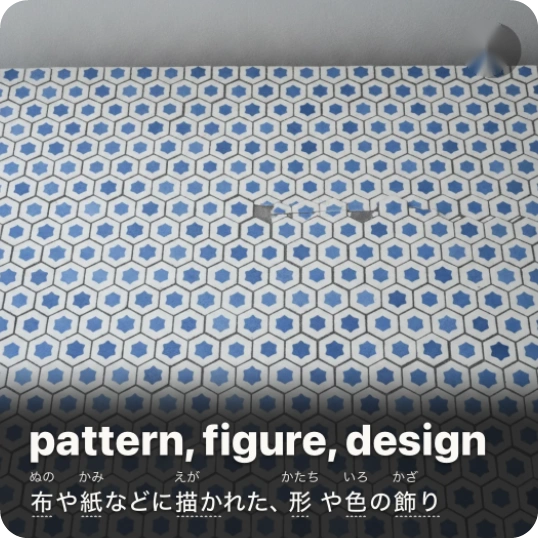 pattern, figure, design
ぬの かみ えが かたち いろ かざ
布や紙などに描かれた、形や色の飾り